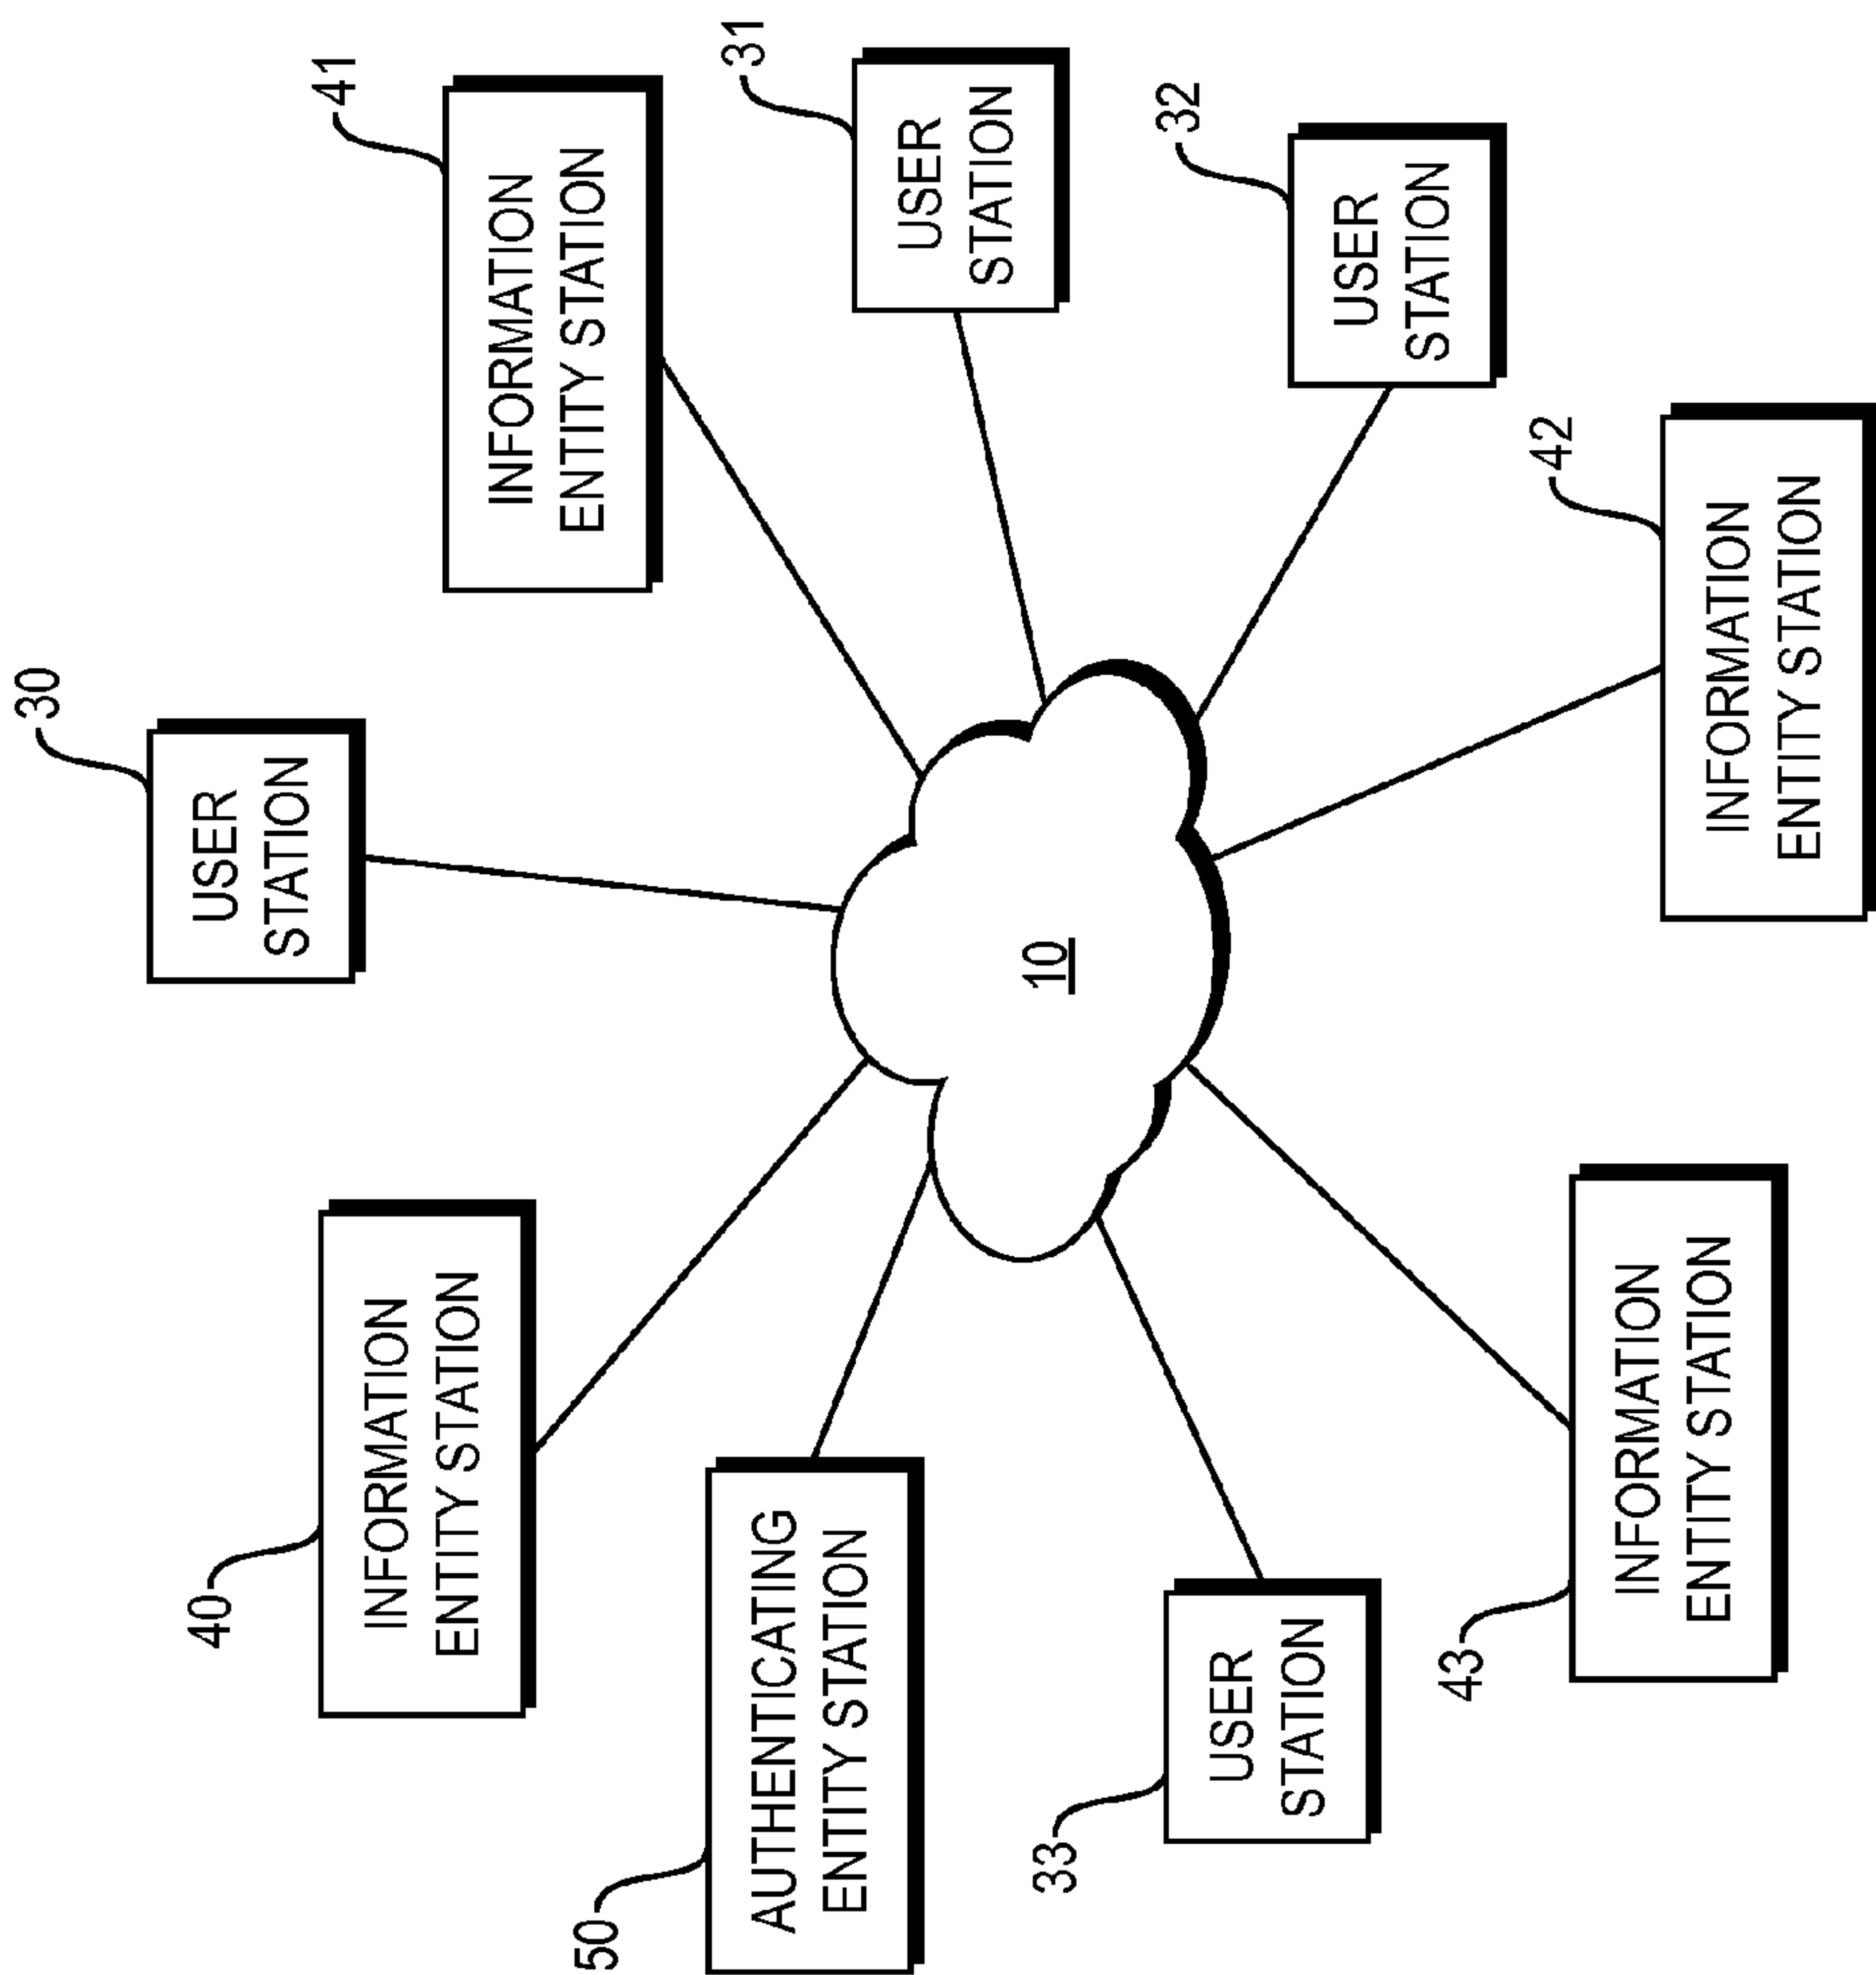 30
USER
STATION
40
INFORMATION
ENTITY STATION
41
INFORMATION
ENTITY STATION
50
AUTHENTICATING
ENTITY STATION
10
31
USER
STATION
33
USER
STATION
32
USER
STATION
43
INFORMATION
ENTITY STATION
42
INFORMATION
ENTITY STATION